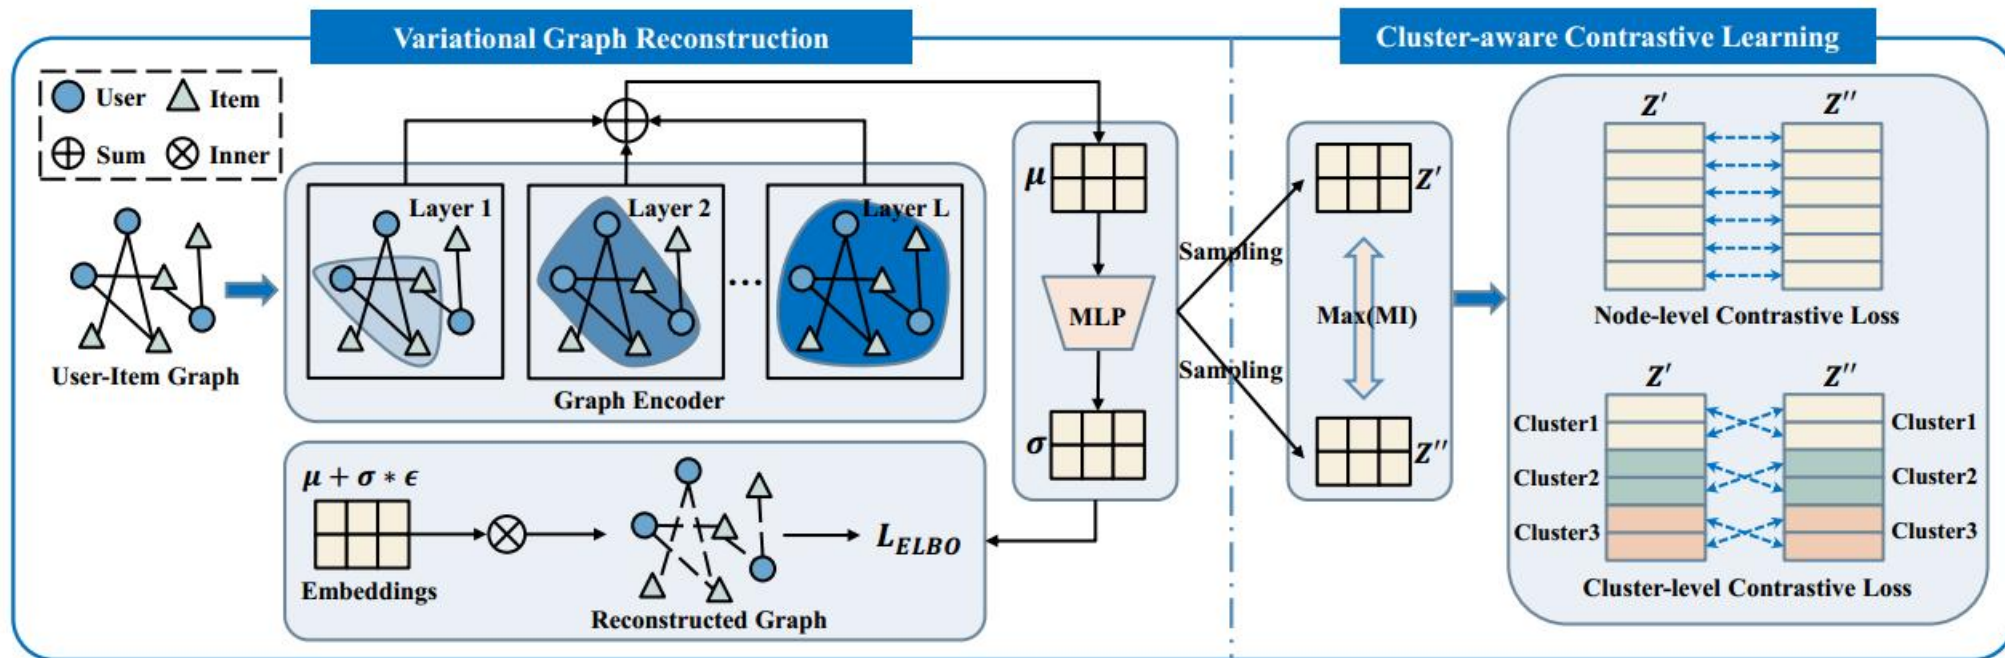 Variational Graph Reconstruction
Cluster-aware Contrastive Learning
User
Item
Sum
Inner
User-Item Graph
Layer 1
Layer 2
...
Layer L
Graph Encoder
μ
MLP
σ
Sampling
Sampling
Z′
Max(MI)
Z′′
Z′ Z′′
Node-level Contrastive Loss
Z′ Z′′
Cluster1 Cluster1
Cluster2 Cluster2
Cluster3 Cluster3
Cluster-level Contrastive Loss
μ + σ * ϵ
Embeddings
Reconstructed Graph
L_ELBO